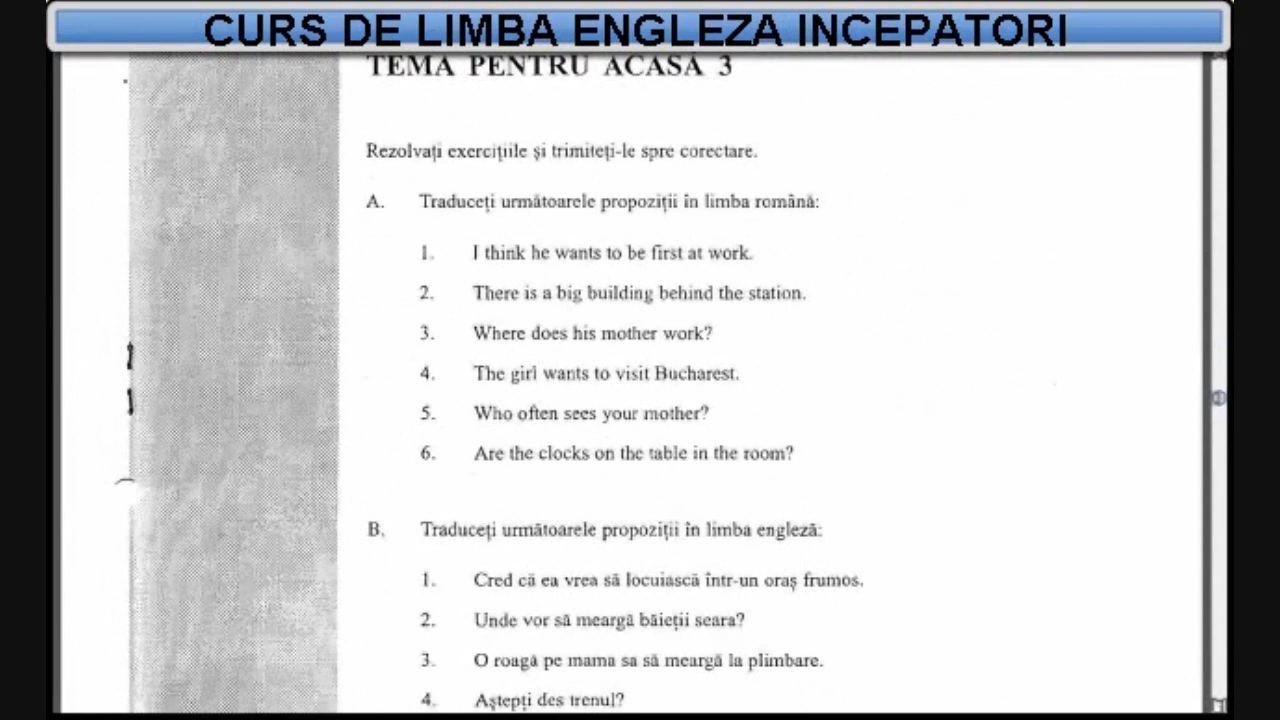 CURS DE LIMBA ENGLEZA INCEPATORI
TEMA PENTRU ACASĂ 3
Rezolvați exercițiile și trimiteți-le spre corectare.
A. Traduceți următoarele propoziții în limba română:
1. I think he wants to be first at work.
2. There is a big building behind the station.
3. Where does his mother work?
4. The girl wants to visit Bucharest.
5. Who often sees your mother?
6. Are the clocks on the table in the room?
B. Traduceți următoarele propoziții în limba engleză:
1. Cred că ea vrea să locuiască într-un oraș frumos.
2. Unde vor să meargă băieții seara?
3. O roagă pe mama sa să meargă la plimbare.
4. Aștepți des trenul?